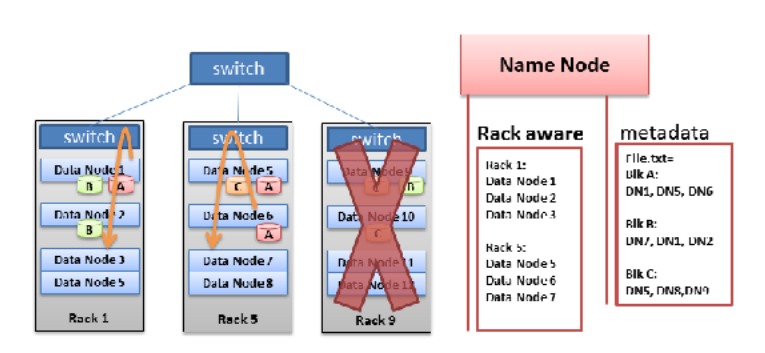 switch
Name Node
switch
Data Node 1
B A
Data Node 2
B
Data Node 3
Data Node 5
Rack 1
switch
Data Node 5
C A
Data Node 6
A
Data Node 7
Data Node 8
Rack 5
switch
Data Node 9
C B
Data Node 10
C
Data Node 11
Data Node 12
Rack 9
Rack aware
Rack 1:
Data Node 1
Data Node 2
Data Node 3
Rack 5:
Data Node 5
Data Node 6
Data Node 7
metadata
File.txt=
Blk A:
DN1, DN5, DN6
Blk B:
DN7, DN1, DN2
Blk C:
DN5, DN8,DN9